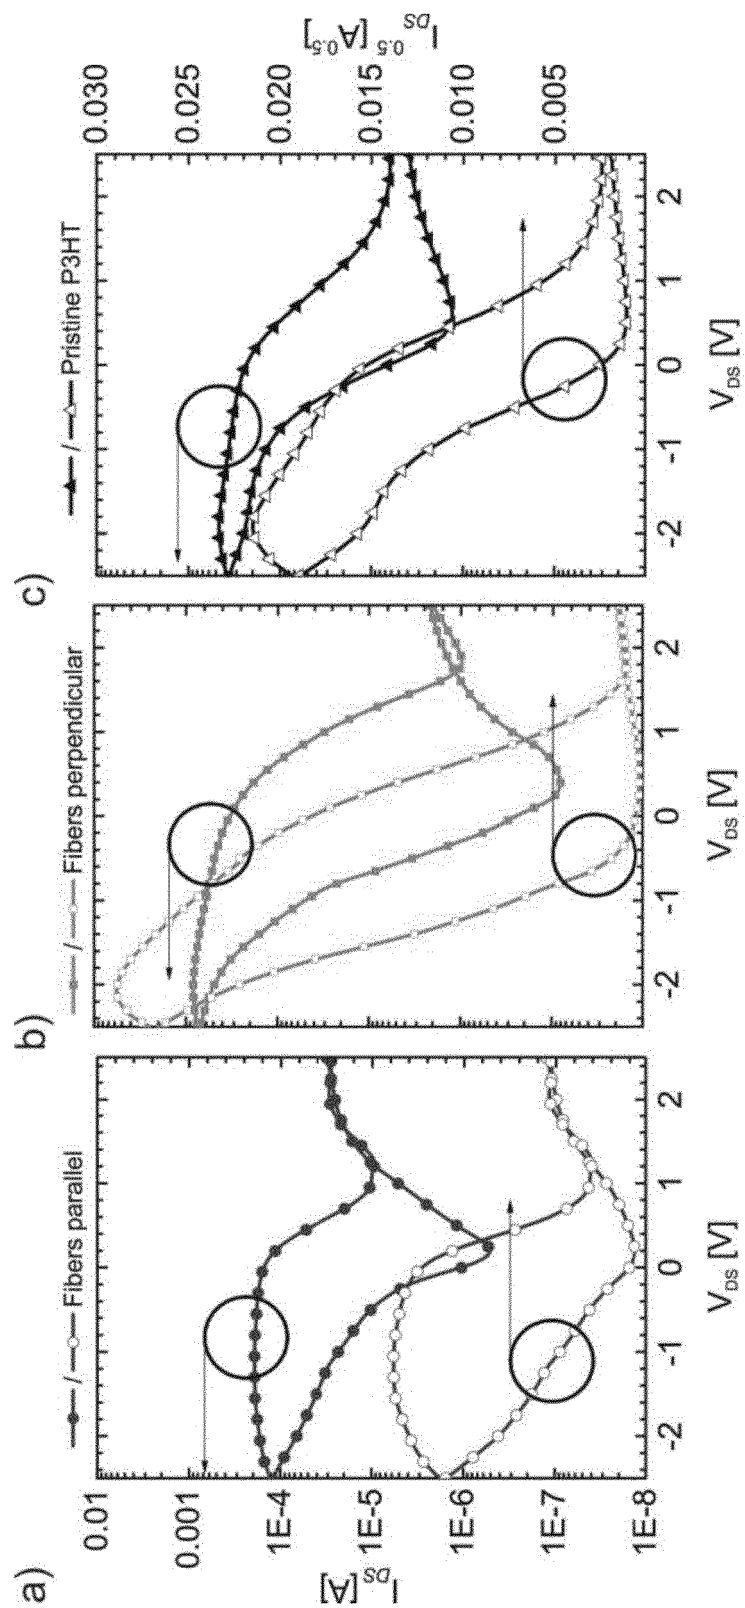 a)
b)
c)
Fibers parallel
Fibers perpendicular
Pristine P3HT
/
/
/
0.01
0.001
1E-4
1E-5
1E-6
1E-7
1E-8
I_DS [A]
0.030
0.025
0.020
0.015
0.010
0.005
I_DS^0.5 [A^0.5]
-2 -1 0 1 2
-2 -1 0 1 2
-2 -1 0 1 2
V_DS [V]
V_DS [V]
V_DS [V]